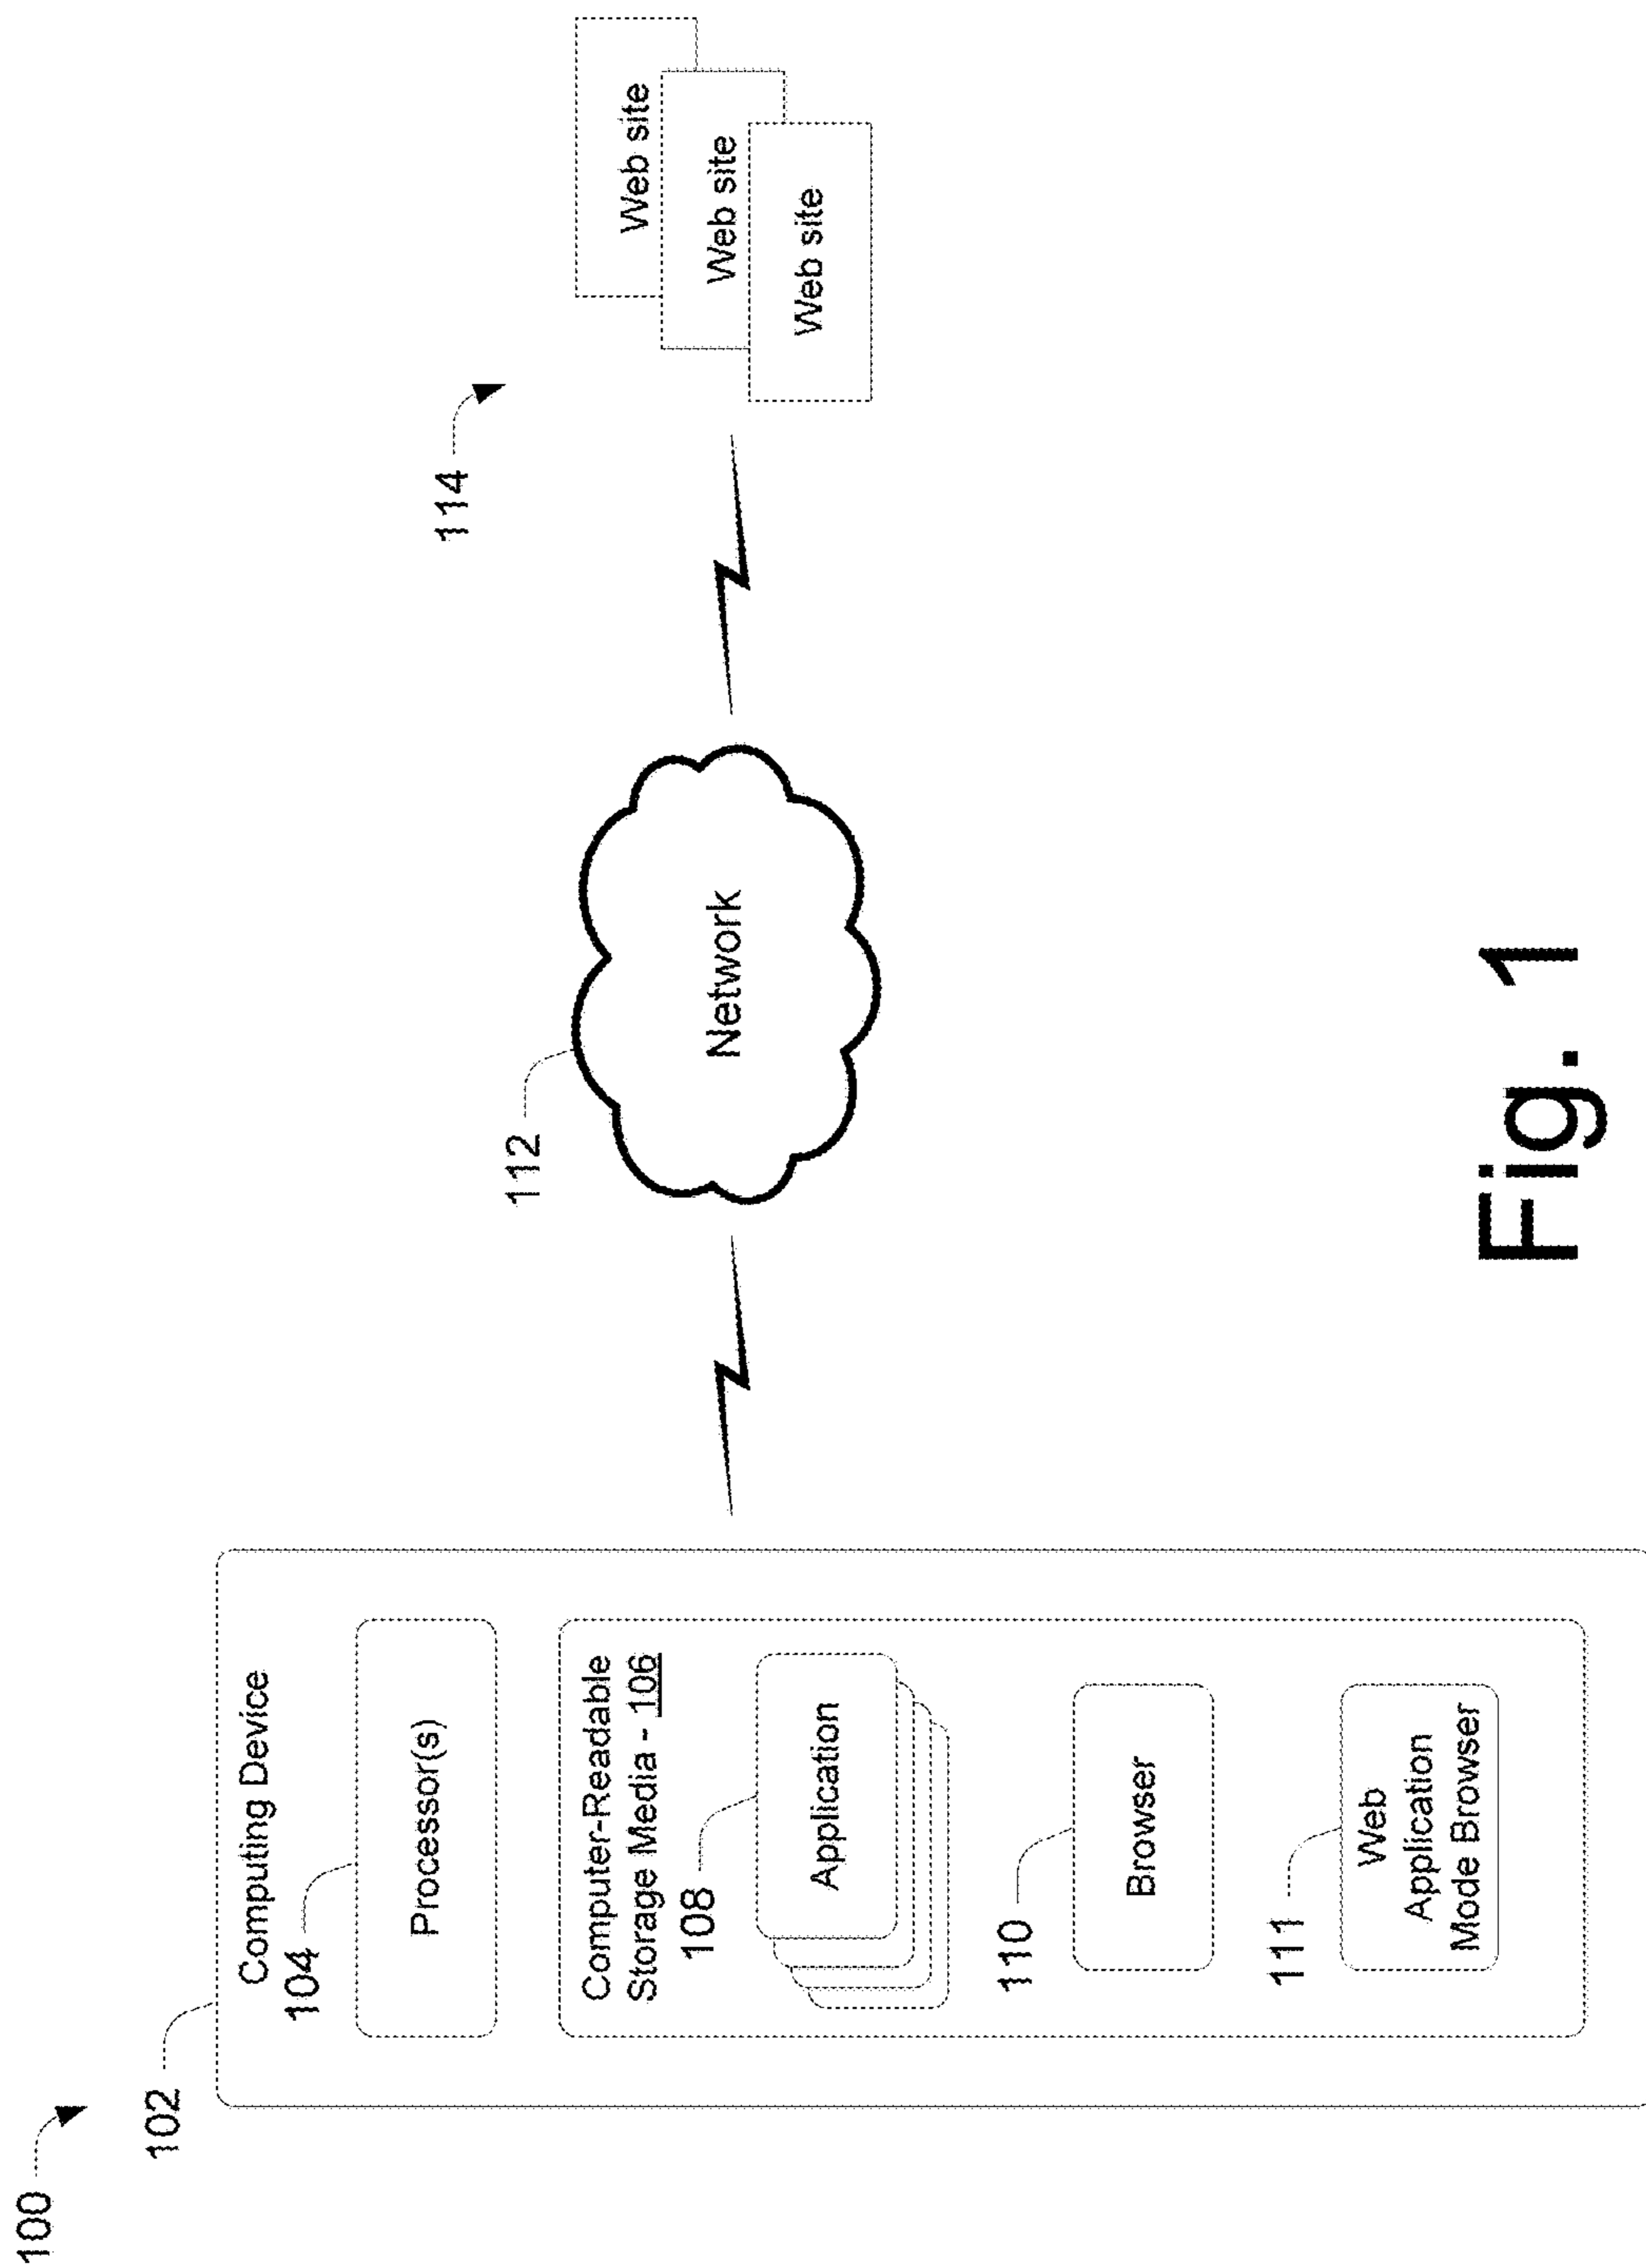 100
102
Computing Device
104
Processor(s)
Computer-Readable
Storage Media - 106
108
Application
110
Browser
111
Web
Application
Mode Browser
112
Network
114
Web site
Web site
Web site
Fig. 1